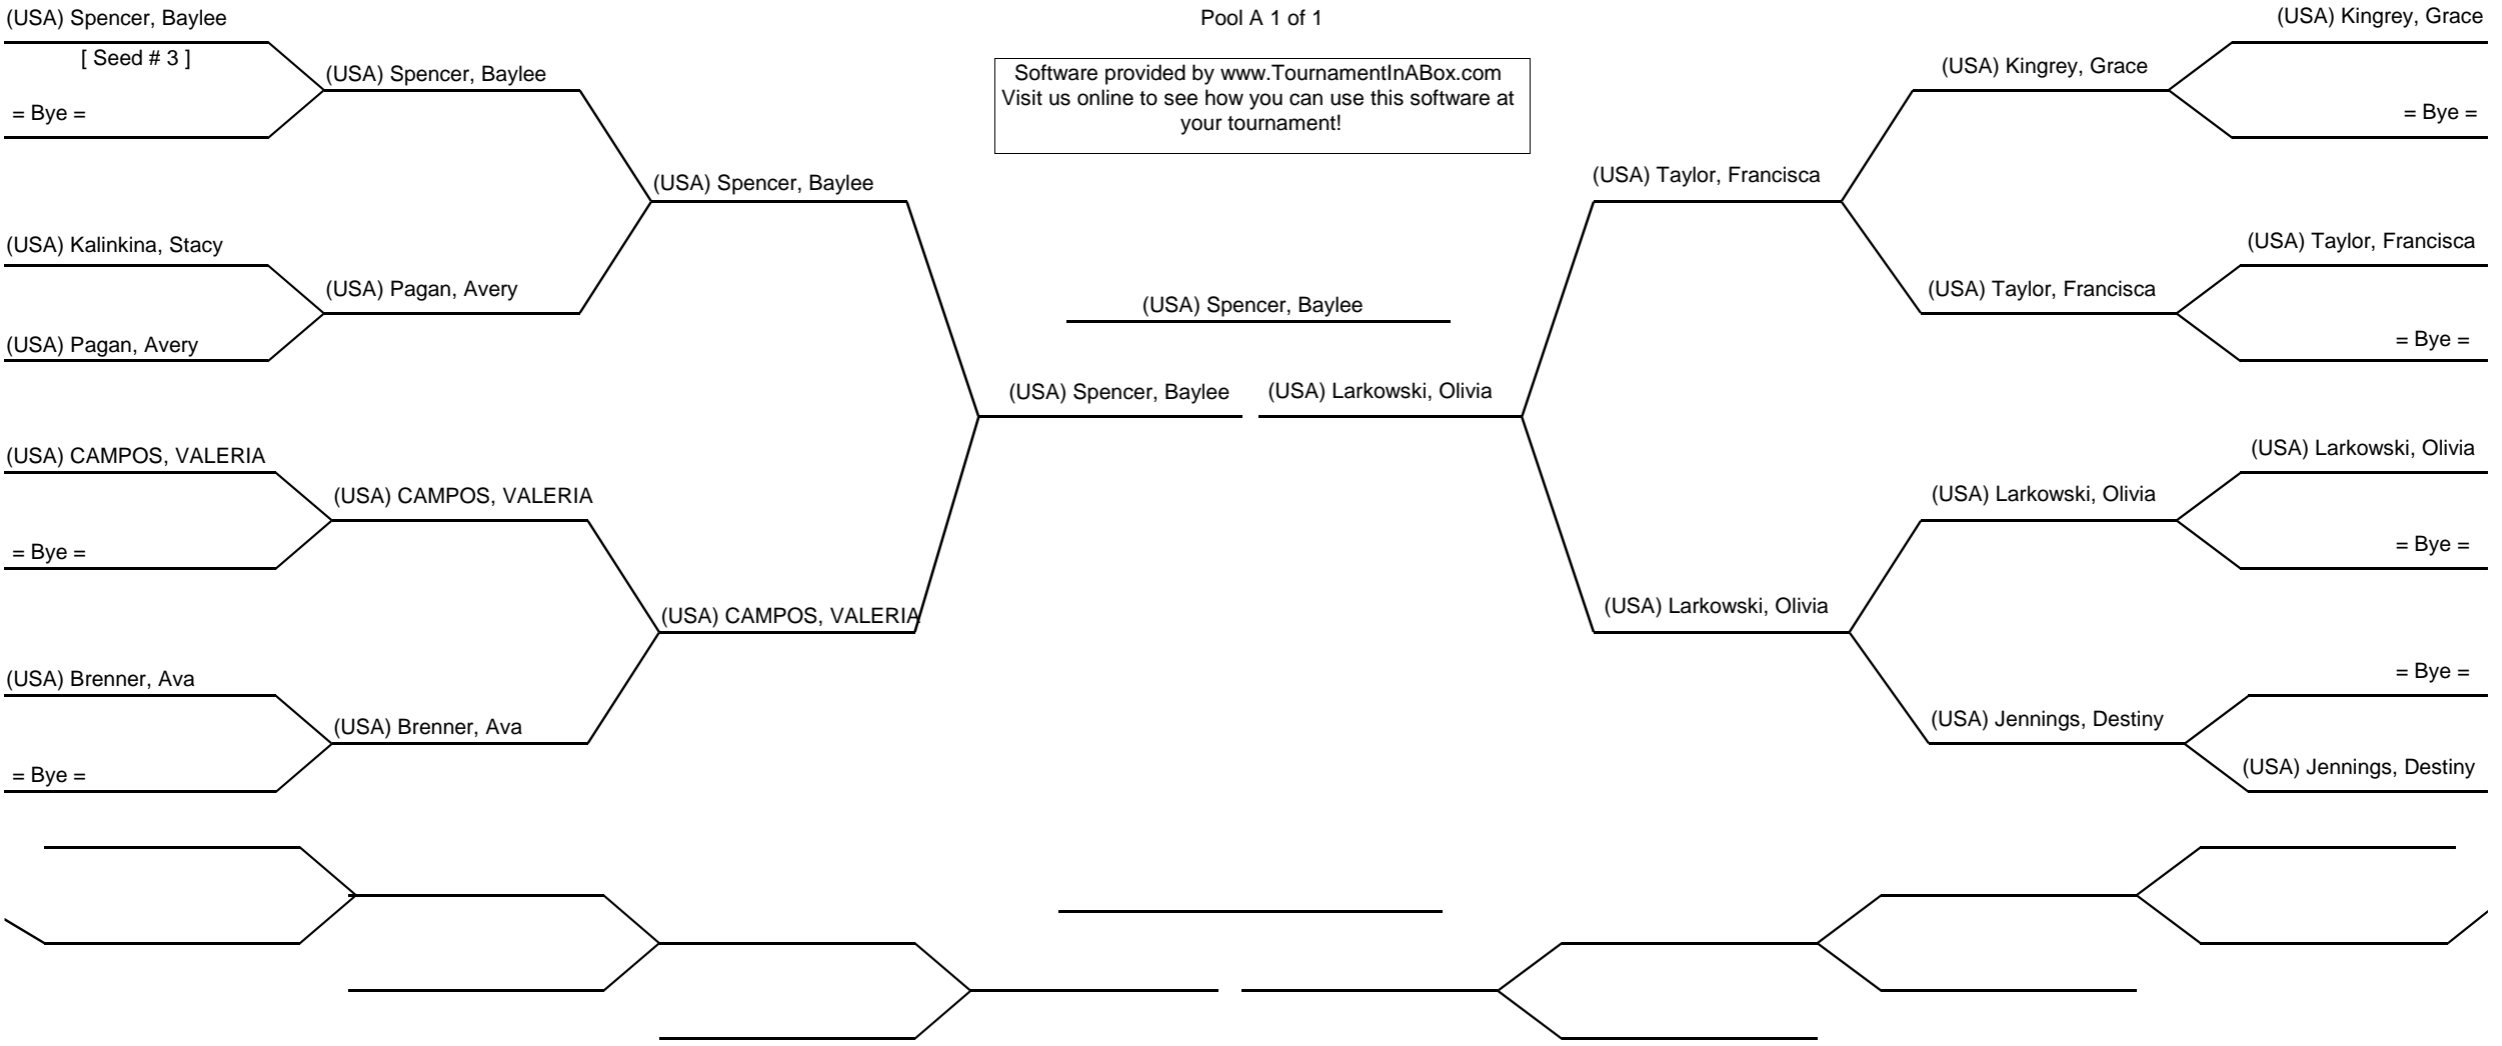 (USA) Spencer, Baylee
[ Seed # 3 ]
= Bye =
(USA) Kalinkina, Stacy
(USA) Pagan, Avery
(USA) CAMPOS, VALERIA
= Bye =
(USA) Brenner, Ava
= Bye =
(USA) Spencer, Baylee
(USA) Pagan, Avery
(USA) CAMPOS, VALERIA
(USA) Brenner, Ava
(USA) Spencer, Baylee
(USA) CAMPOS, VALERIA
Pool A 1 of 1
Software provided by www.TournamentInABox.com
Visit us online to see how you can use this software at
your tournament!
(USA) Spencer, Baylee
(USA) Spencer, Baylee
(USA) Larkowski, Olivia
(USA) Taylor, Francisca
(USA) Larkowski, Olivia
(USA) Kingrey, Grace
(USA) Taylor, Francisca
(USA) Larkowski, Olivia
(USA) Jennings, Destiny
(USA) Kingrey, Grace
= Bye =
(USA) Taylor, Francisca
= Bye =
(USA) Larkowski, Olivia
= Bye =
= Bye =
(USA) Jennings, Destiny